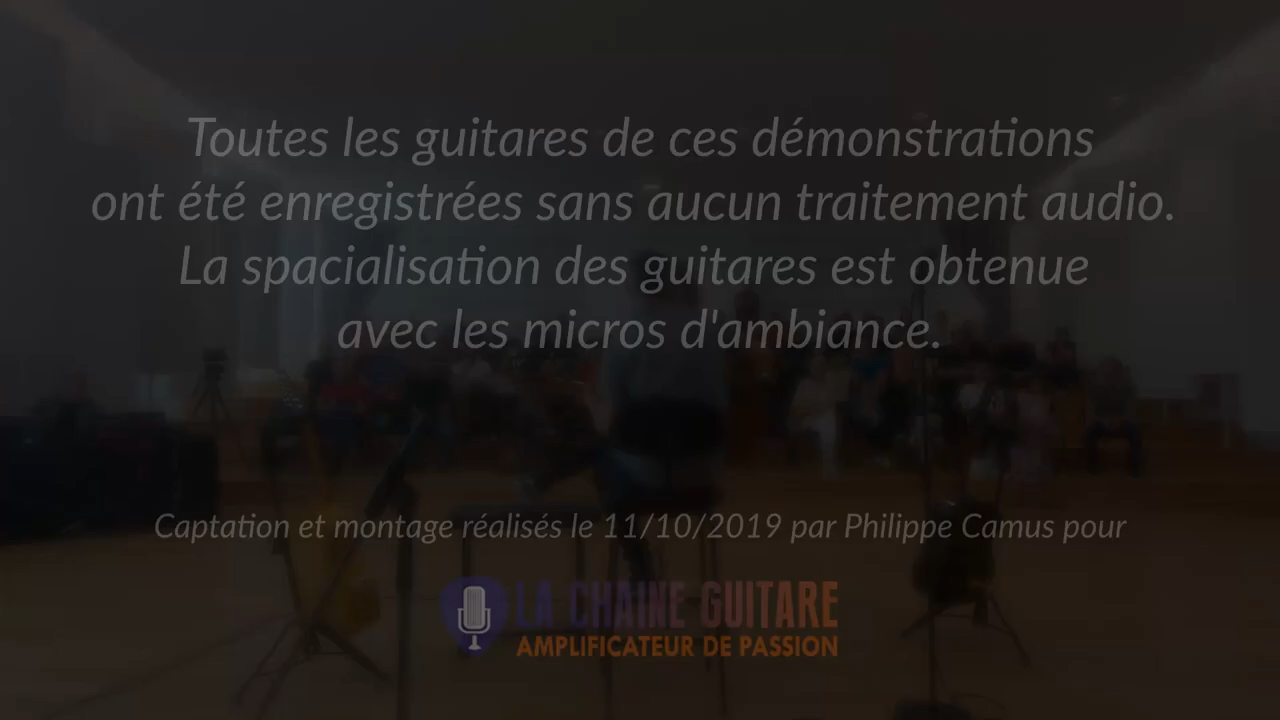 Toutes les guitares de ces démonstrations
ont été enregistrées sans aucun traitement audio.
La spacialisation des guitares est obtenue
avec les micros d'ambiance.
Captation et montage réalisés le 11/10/2019 par Philippe Camus pour
LA CHAINE GUITARE
AMPLIFICATEUR DE PASSION